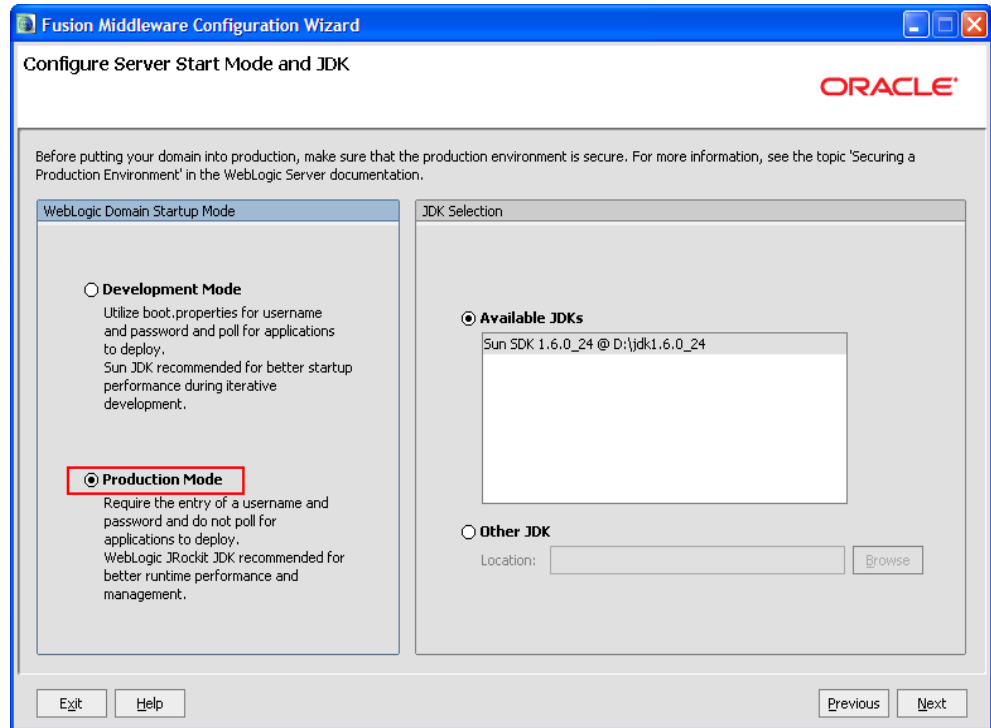 Fusion Middleware Configuration Wizard
Configure Server Start Mode and JDK
ORACLE
Before putting your domain into production, make sure that the production environment is secure. For more information, see the topic 'Securing a
Production Environment' in the WebLogic Server documentation.
WebLogic Domain Startup Mode
Development Mode
Utilize boot.properties for username
and password and poll for applications
to deploy.
Sun JDK recommended for better startup
performance during iterative
development.
Production Mode
Require the entry of a username and
password and do not poll for
applications to deploy.
WebLogic JRockit JDK recommended for
better runtime performance and
management.
JDK Selection
Available JDKs
Sun SDK 1.6.0_24 @ D:\jdk1.6.0_24
Other JDK
Location:
Browse
Exit
Help
Previous
Next